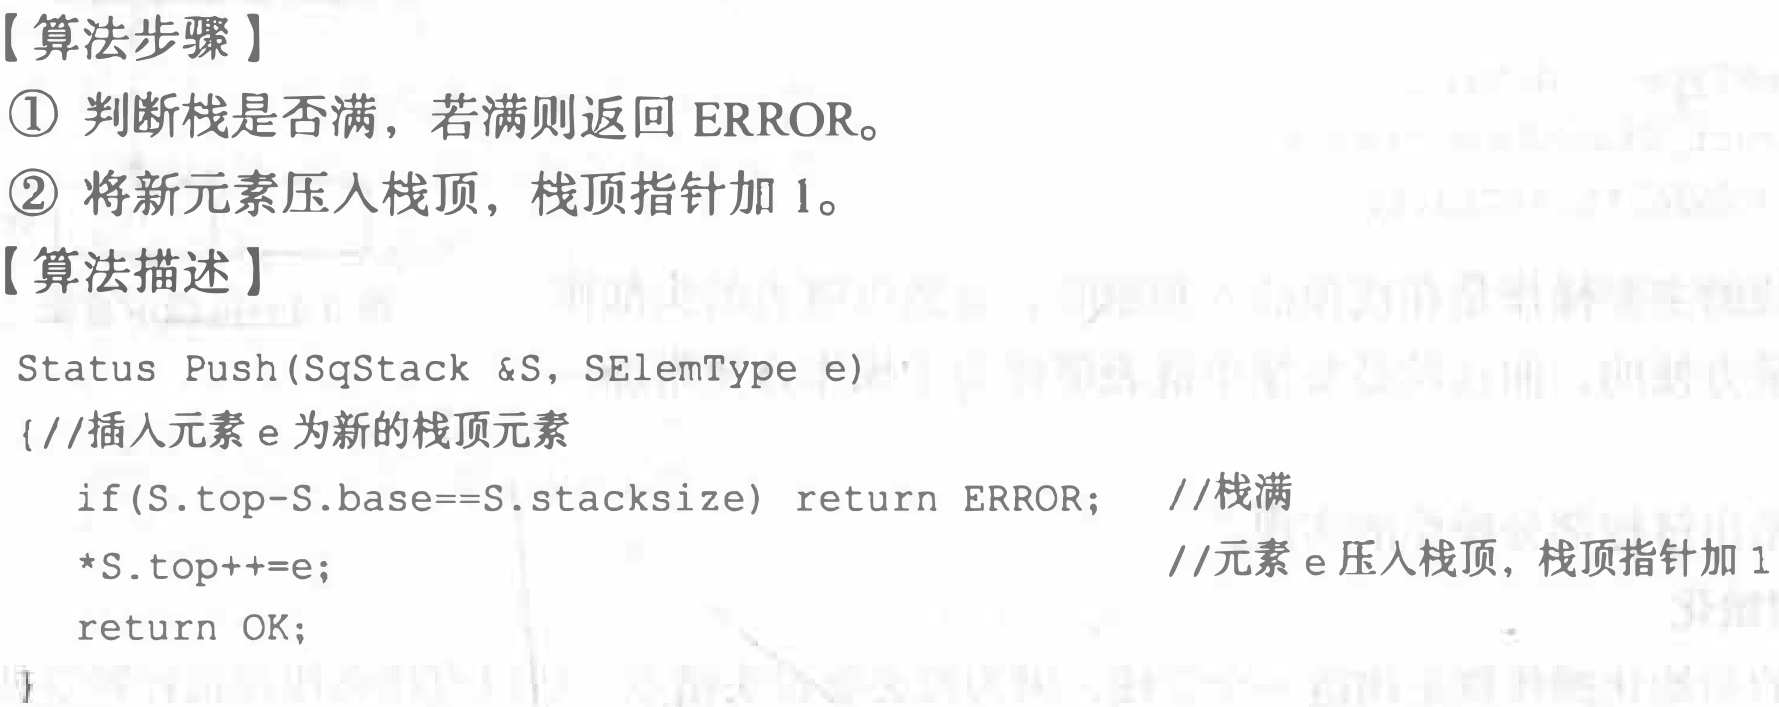 【算法步骤】
① 判断栈是否满，若满则返回 ERROR。
② 将新元素压入栈顶，栈顶指针加 1。
【算法描述】
Status Push(SqStack &S, SElemType e)
{//插入元素 e 为新的栈顶元素
if(S.top-S.base==S.stacksize) return ERROR; //栈满
*S.top++=e; //元素 e 压入栈顶，栈顶指针加 1
return OK;
}